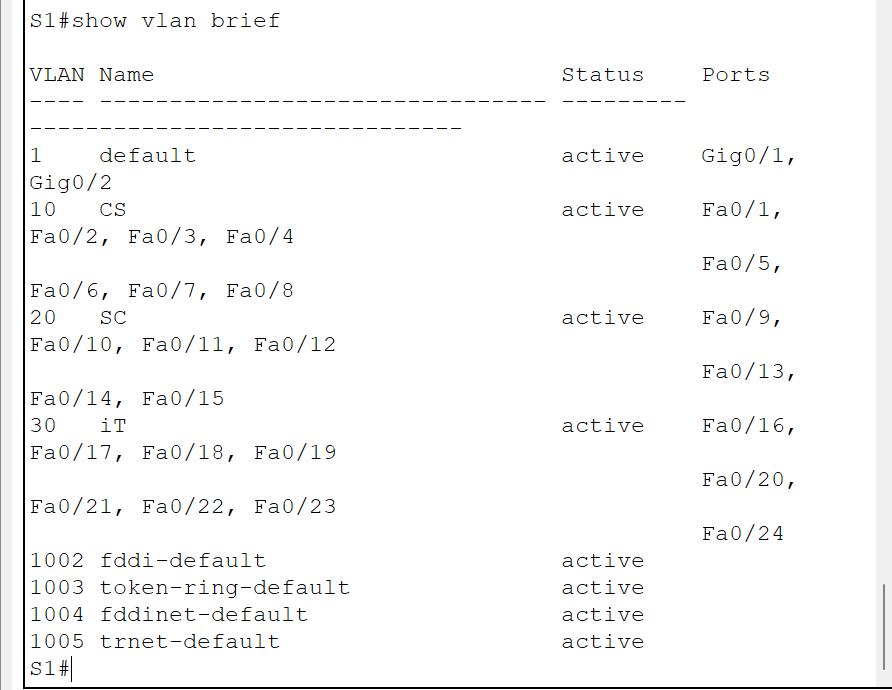 S1#show vlan brief
VLAN Name Status Ports
---- -------------------------------- --------- 
-------------------------------
1 default active Gig0/1,
Gig0/2
10 CS active Fa0/1,
Fa0/2, Fa0/3, Fa0/4
Fa0/5,
Fa0/6, Fa0/7, Fa0/8
20 SC active Fa0/9,
Fa0/10, Fa0/11, Fa0/12
Fa0/13,
Fa0/14, Fa0/15
30 iT active Fa0/16,
Fa0/17, Fa0/18, Fa0/19
Fa0/20,
Fa0/21, Fa0/22, Fa0/23
Fa0/24
1002 fddi-default active
1003 token-ring-default active
1004 fddinet-default active
1005 trnet-default active
S1#